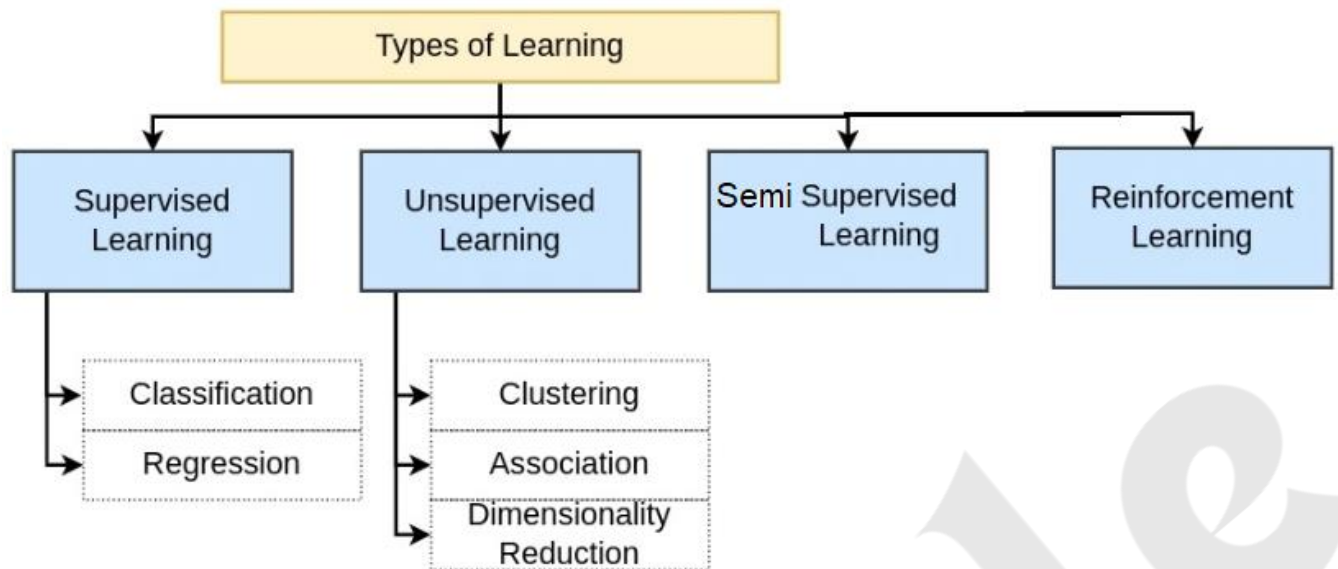 Types of Learning
Supervised
Learning
Unsupervised
Learning
Semi Supervised
Learning
Reinforcement
Learning
Classification
Regression
Clustering
Association
Dimensionality
Reduction